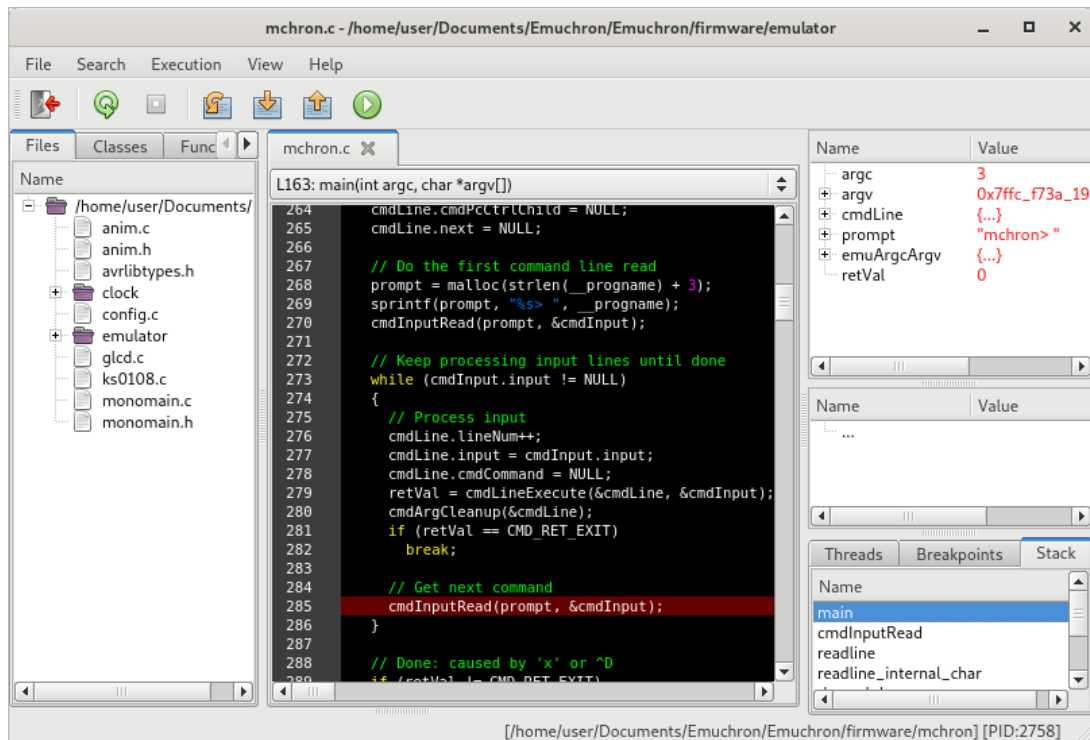 mchron.c - /home/user/Documents/Emuchron/Emuchron/firmware/emulator
File Search Execution View Help
Files Classes Func
Name
/home/user/Documents/
anim.c
anim.h
avrlibtypes.h
clock
config.c
emulator
glcd.c
ks0108.c
monomain.c
monomain.h
mchron.c
L163: main(int argc, char *argv[])
264 cmdLine.cmdPcCtrlChild = NULL;
265 cmdLine.next = NULL;
266
267 // Do the first command line read
268 prompt = malloc(strlen(__progname) + 3);
269 sprintf(prompt, "%s> ", __progname);
270 cmdInputRead(prompt, &cmdInput);
271
272 // Keep processing input lines until done
273 while (cmdInput.input != NULL)
274 {
275 // Process input
276 cmdLine.lineNum++;
277 cmdLine.input = cmdInput.input;
278 cmdLine.cmdCommand = NULL;
279 retVal = cmdLineExecute(&cmdLine, &cmdInput);
280 cmdArgCleanup(&cmdLine);
281 if (retVal == CMD_RET_EXIT)
282 break;
283
284 // Get next command
285 cmdInputRead(prompt, &cmdInput);
286 }
287
288 // Done: caused by 'x' or ^D
289 if (retVal != CMD_RET_EXIT)
Name Value
argc 3
argv 0x7ffc_f73a_19
cmdLine {...}
prompt "mchron> "
emuArgcArgv {...}
retVal 0
Name Value
...
Threads Breakpoints Stack
Name
main
cmdInputRead
readline
readline_internal_char
[/home/user/Documents/Emuchron/Emuchron/firmware/mchron] [PID:2758]